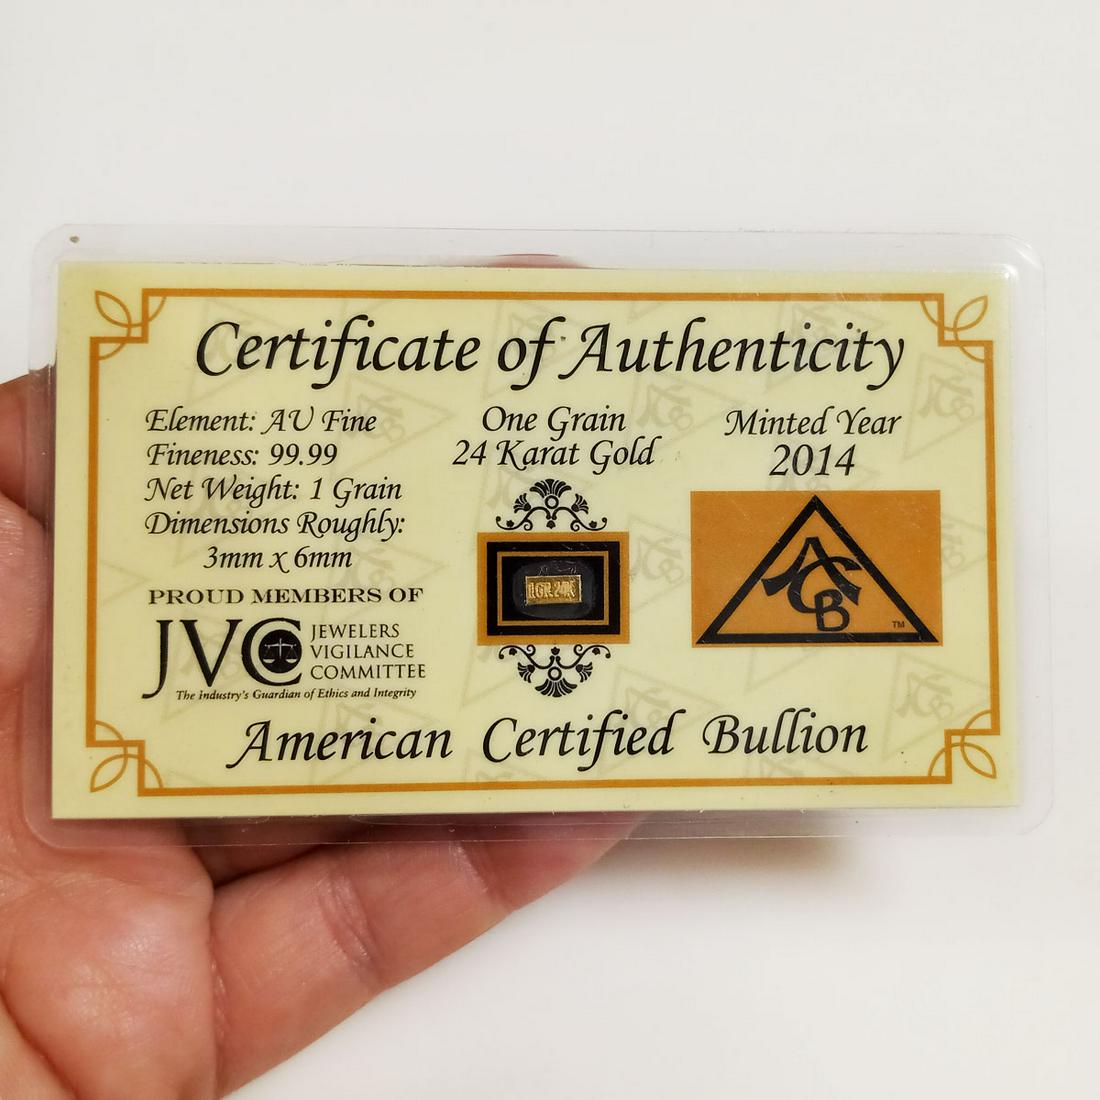 Certificate of Authenticity
Element: AU Fine
Fineness: 99.99
Net Weight: 1 Grain
Dimensions Roughly:
3mm x 6mm
PROUD MEMBERS OF
JVC JEWELERS
VIGILANCE
COMMITTEE
The Industry's Guardian of Ethics and Integrity
One Grain
24 Karat Gold
1GR.24K
Minted Year
2014
ACB
TM
American Certified Bullion